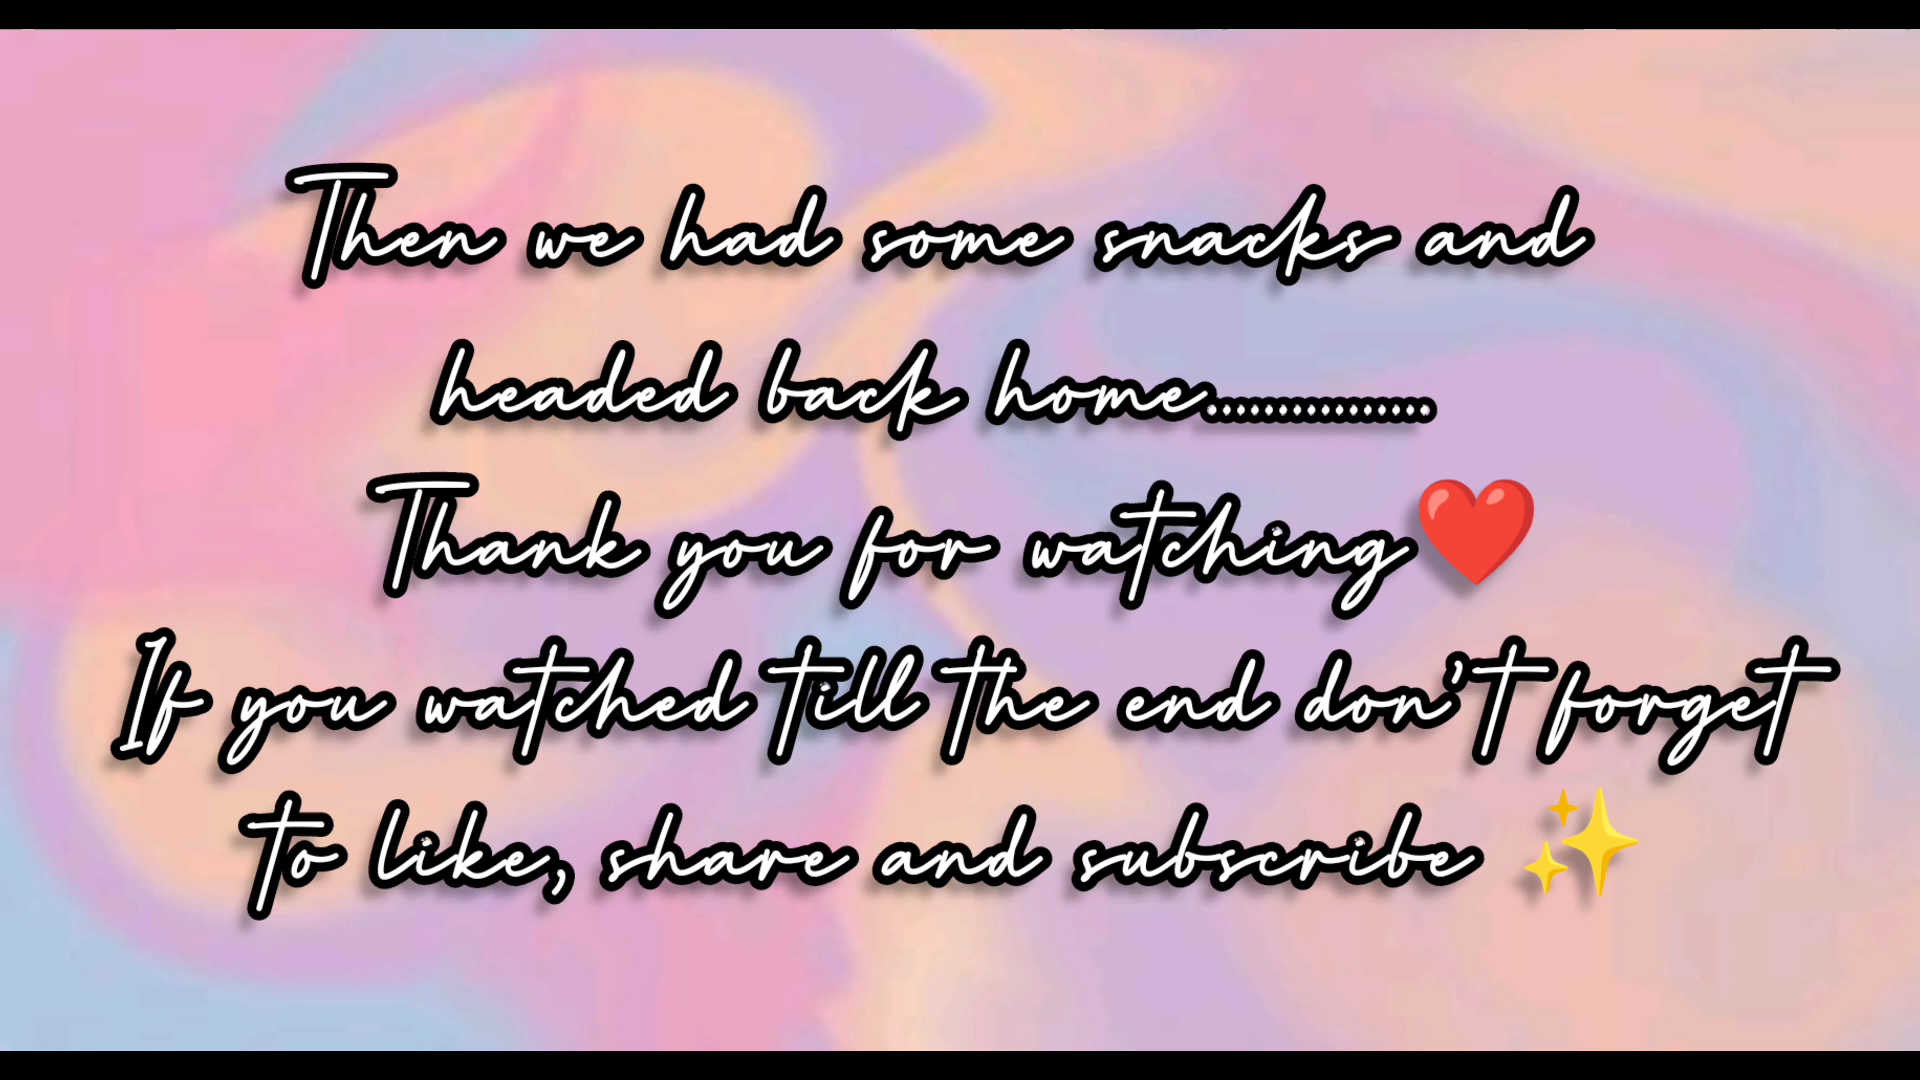 Then we had some snacks and
headed back home................
Thank you for watching❤️
If you watched till the end don't forget
to like, share and subscribe ✨